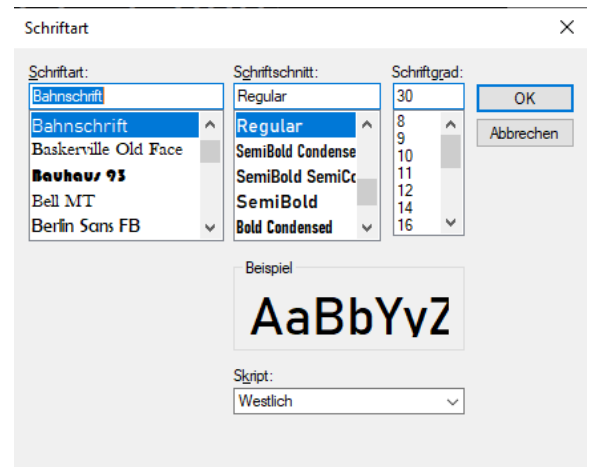 Schriftart
Schriftart:
Bahnschrift
Bahnschrift
Baskerville Old Face
Bauhaus 93
Bell MT
Berlin Sans FB
Schriftschnitt:
Regular
Regular
SemiBold Condense
SemiBold SemiCo
SemiBold
Bold Condensed
Schriftgrad:
30
8
9
10
11
12
14
16
OK
Abbrechen
Beispiel
AaBbYyZ
Skript:
Westlich